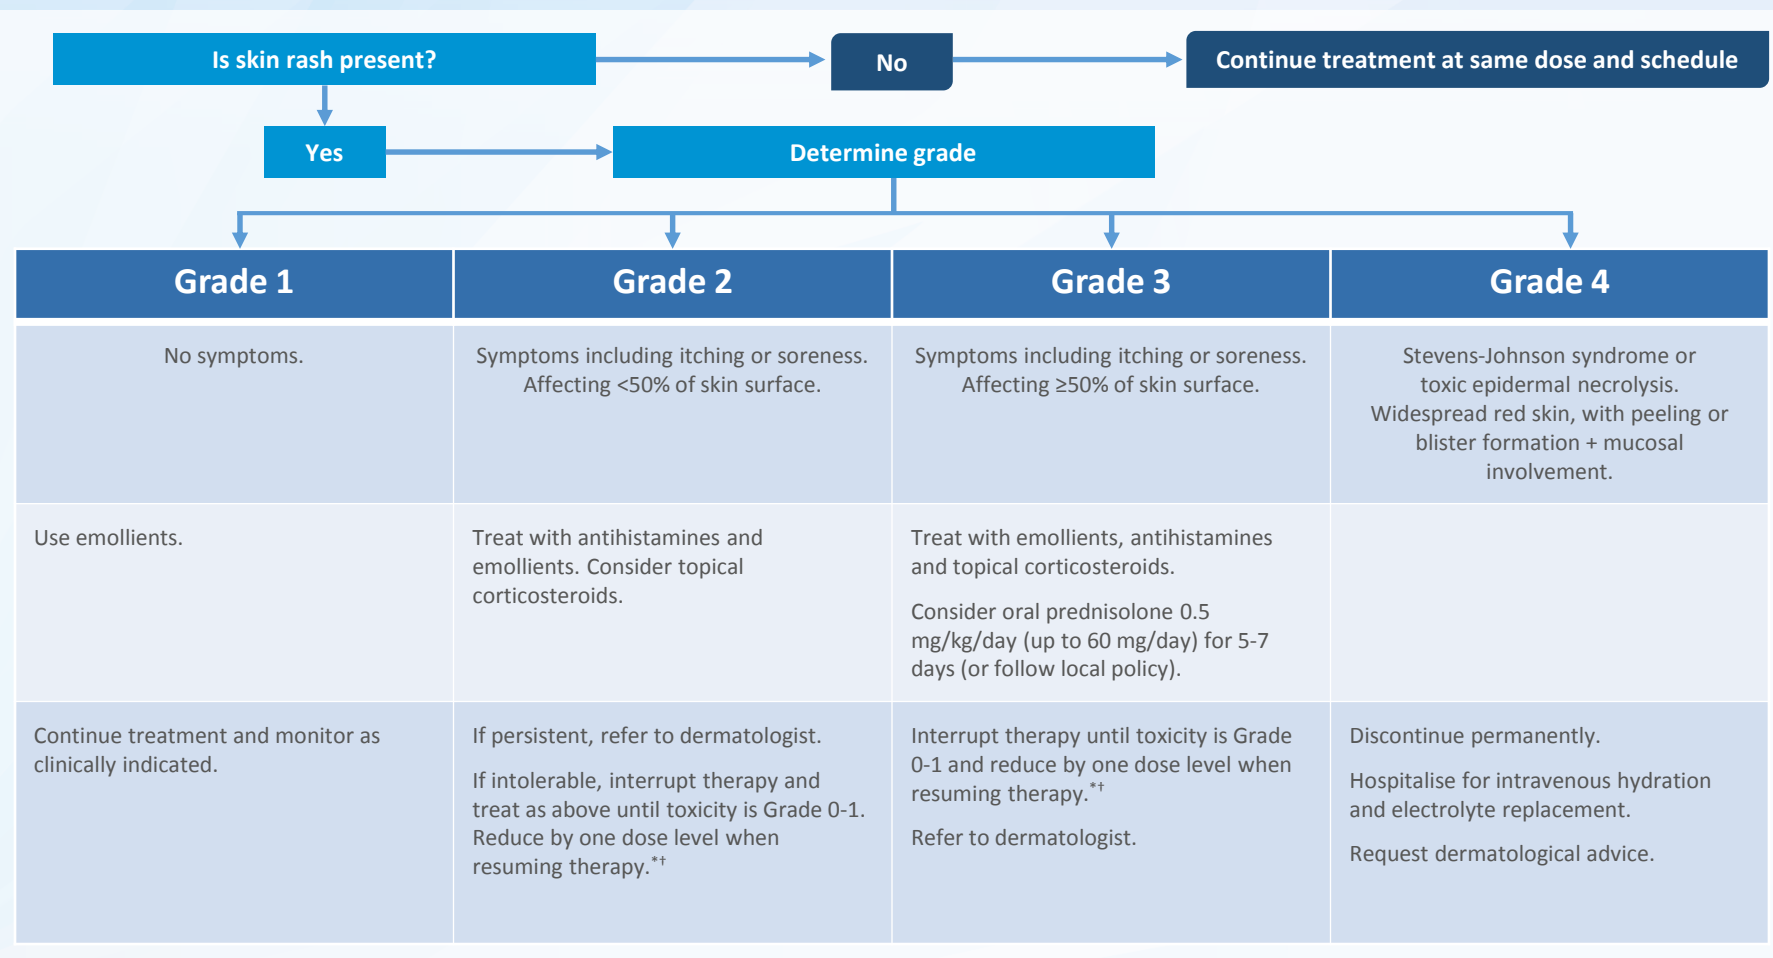 Is skin rash present?
No
Continue treatment at same dose and schedule
Yes
Determine grade
Grade 1
Grade 2
Grade 3
Grade 4
No symptoms.
Symptoms including itching or soreness.
Affecting <50% of skin surface.
Symptoms including itching or soreness.
Affecting ≥50% of skin surface.
Stevens-Johnson syndrome or
toxic epidermal necrolysis.
Widespread red skin, with peeling or
blister formation + mucosal
involvement.
Use emollients.
Treat with antihistamines and
emollients. Consider topical
corticosteroids.
Treat with emollients, antihistamines
and topical corticosteroids.
Consider oral prednisolone 0.5
mg/kg/day (up to 60 mg/day) for 5-7
days (or follow local policy).
Continue treatment and monitor as
clinically indicated.
If persistent, refer to dermatologist.
If intolerable, interrupt therapy and
treat as above until toxicity is Grade 0-1.
Reduce by one dose level when
resuming therapy.*†
Interrupt therapy until toxicity is Grade
0-1 and reduce by one dose level when
resuming therapy.*†
Refer to dermatologist.
Discontinue permanently.
Hospitalise for intravenous hydration
and electrolyte replacement.
Request dermatological advice.